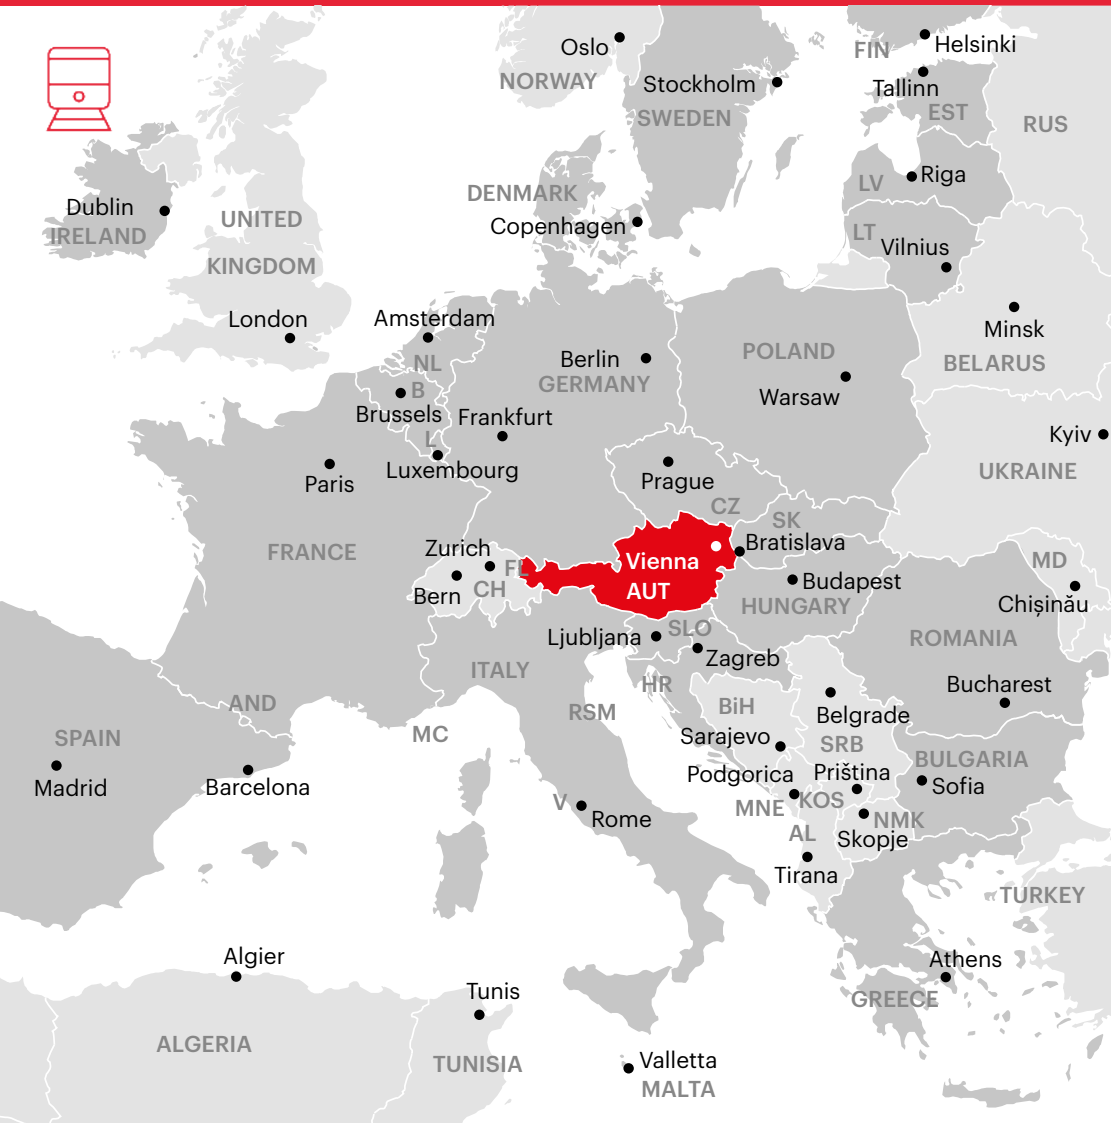 Oslo
NORWAY
Stockholm
SWEDEN
FIN
Helsinki
Tallinn
EST
RUS
Riga
LV
LT
Vilnius
DENMARK
Copenhagen
Dublin
IRELAND
UNITED
KINGDOM
London
Amsterdam
NL
B
Brussels
Frankfurt
L
Luxembourg
Berlin
GERMANY
POLAND
Warsaw
Minsk
BELARUS
Kyiv
UKRAINE
Paris
FRANCE
Prague
CZ
SK
Bratislava
Vienna
AUT
Zurich
FL
CH
Bern
Budapest
HUNGARY
MD
Chișinău
ROMANIA
Bucharest
Ljubljana
SLO
Zagreb
HR
ITALY
RSM
BiH
Sarajevo
Belgrade
SRB
Podgorica
Priština
MNE
KOS
BULGARIA
Sofia
NMK
Skopje
AL
Tirana
AND
MC
SPAIN
Madrid
Barcelona
V
Rome
TURKEY
Athens
GREECE
Algier
ALGERIA
Tunis
TUNISIA
Valletta
MALTA